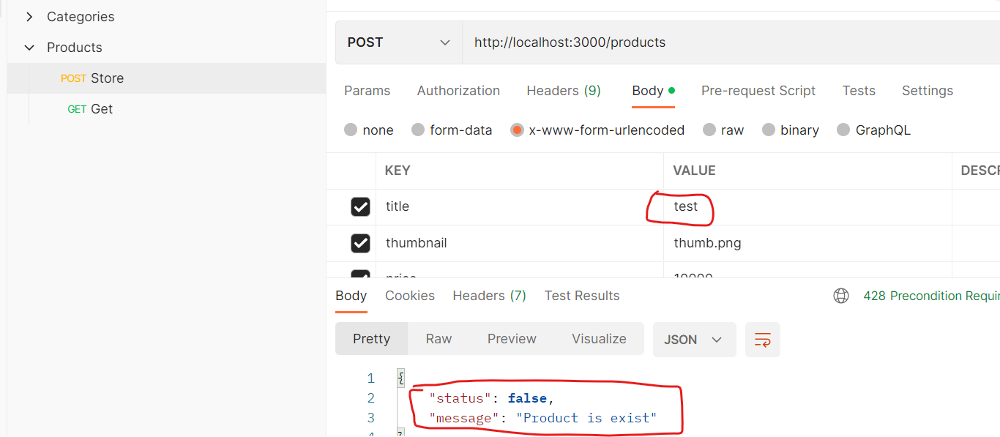 Categories
Products
POST Store
GET Get
POST http://localhost:3000/products
Params Authorization Headers (9) Body Pre-request Script Tests Settings
none form-data x-www-form-urlencoded raw binary GraphQL
KEY VALUE DESCR
title test
thumbnail thumb.png
price 10000
Body Cookies Headers (7) Test Results 428 Precondition Requir
Pretty Raw Preview Visualize JSON
1 {
2 "status": false,
3 "message": "Product is exist"
4 }